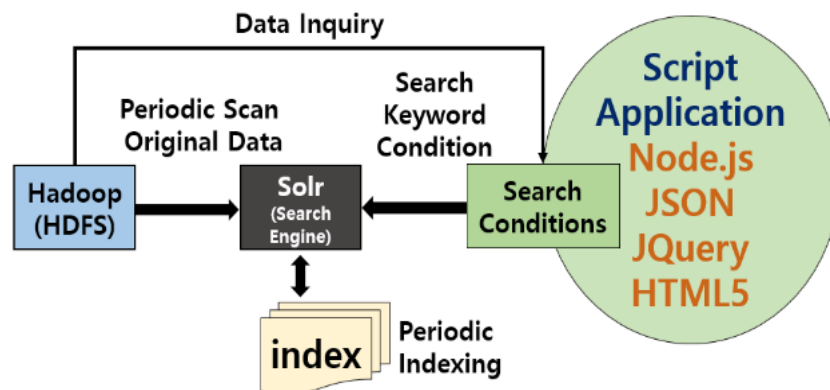 Data Inquiry
Periodic Scan
Original Data
Search
Keyword
Condition
Script
Application
Node.js
JSON
JQuery
HTML5
Hadoop
(HDFS)
Solr
(Search
Engine)
Search
Conditions
index
Periodic
Indexing